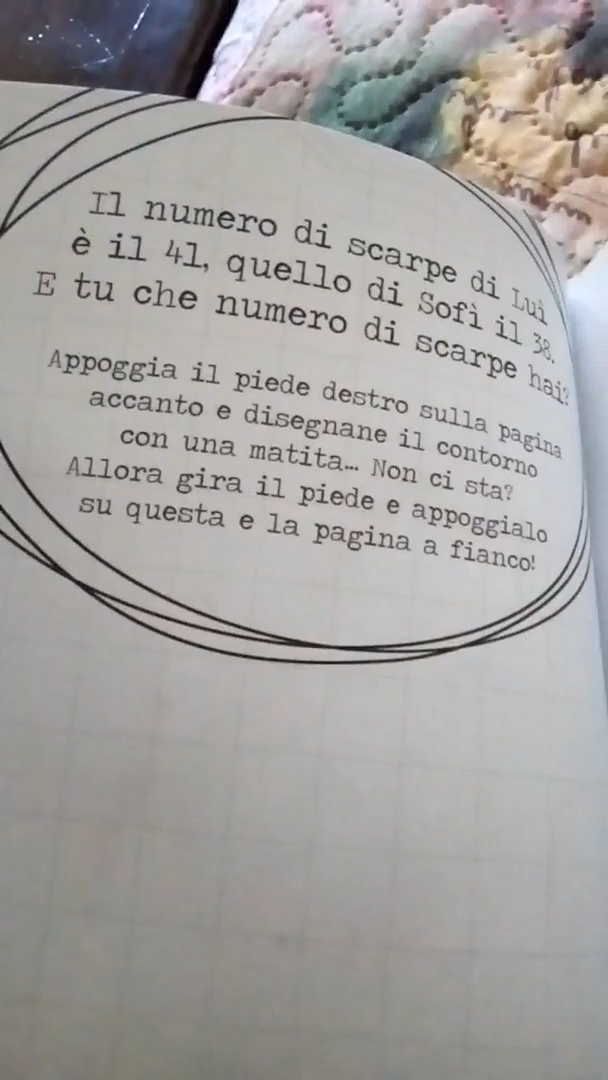 Il numero di scarpe di Luì
è il 41, quello di Sofì il 38.
E tu che numero di scarpe hai?
Appoggia il piede destro sulla pagina
accanto e disegnane il contorno
con una matita… Non ci sta?
Allora gira il piede e appoggialo
su questa e la pagina a fianco!